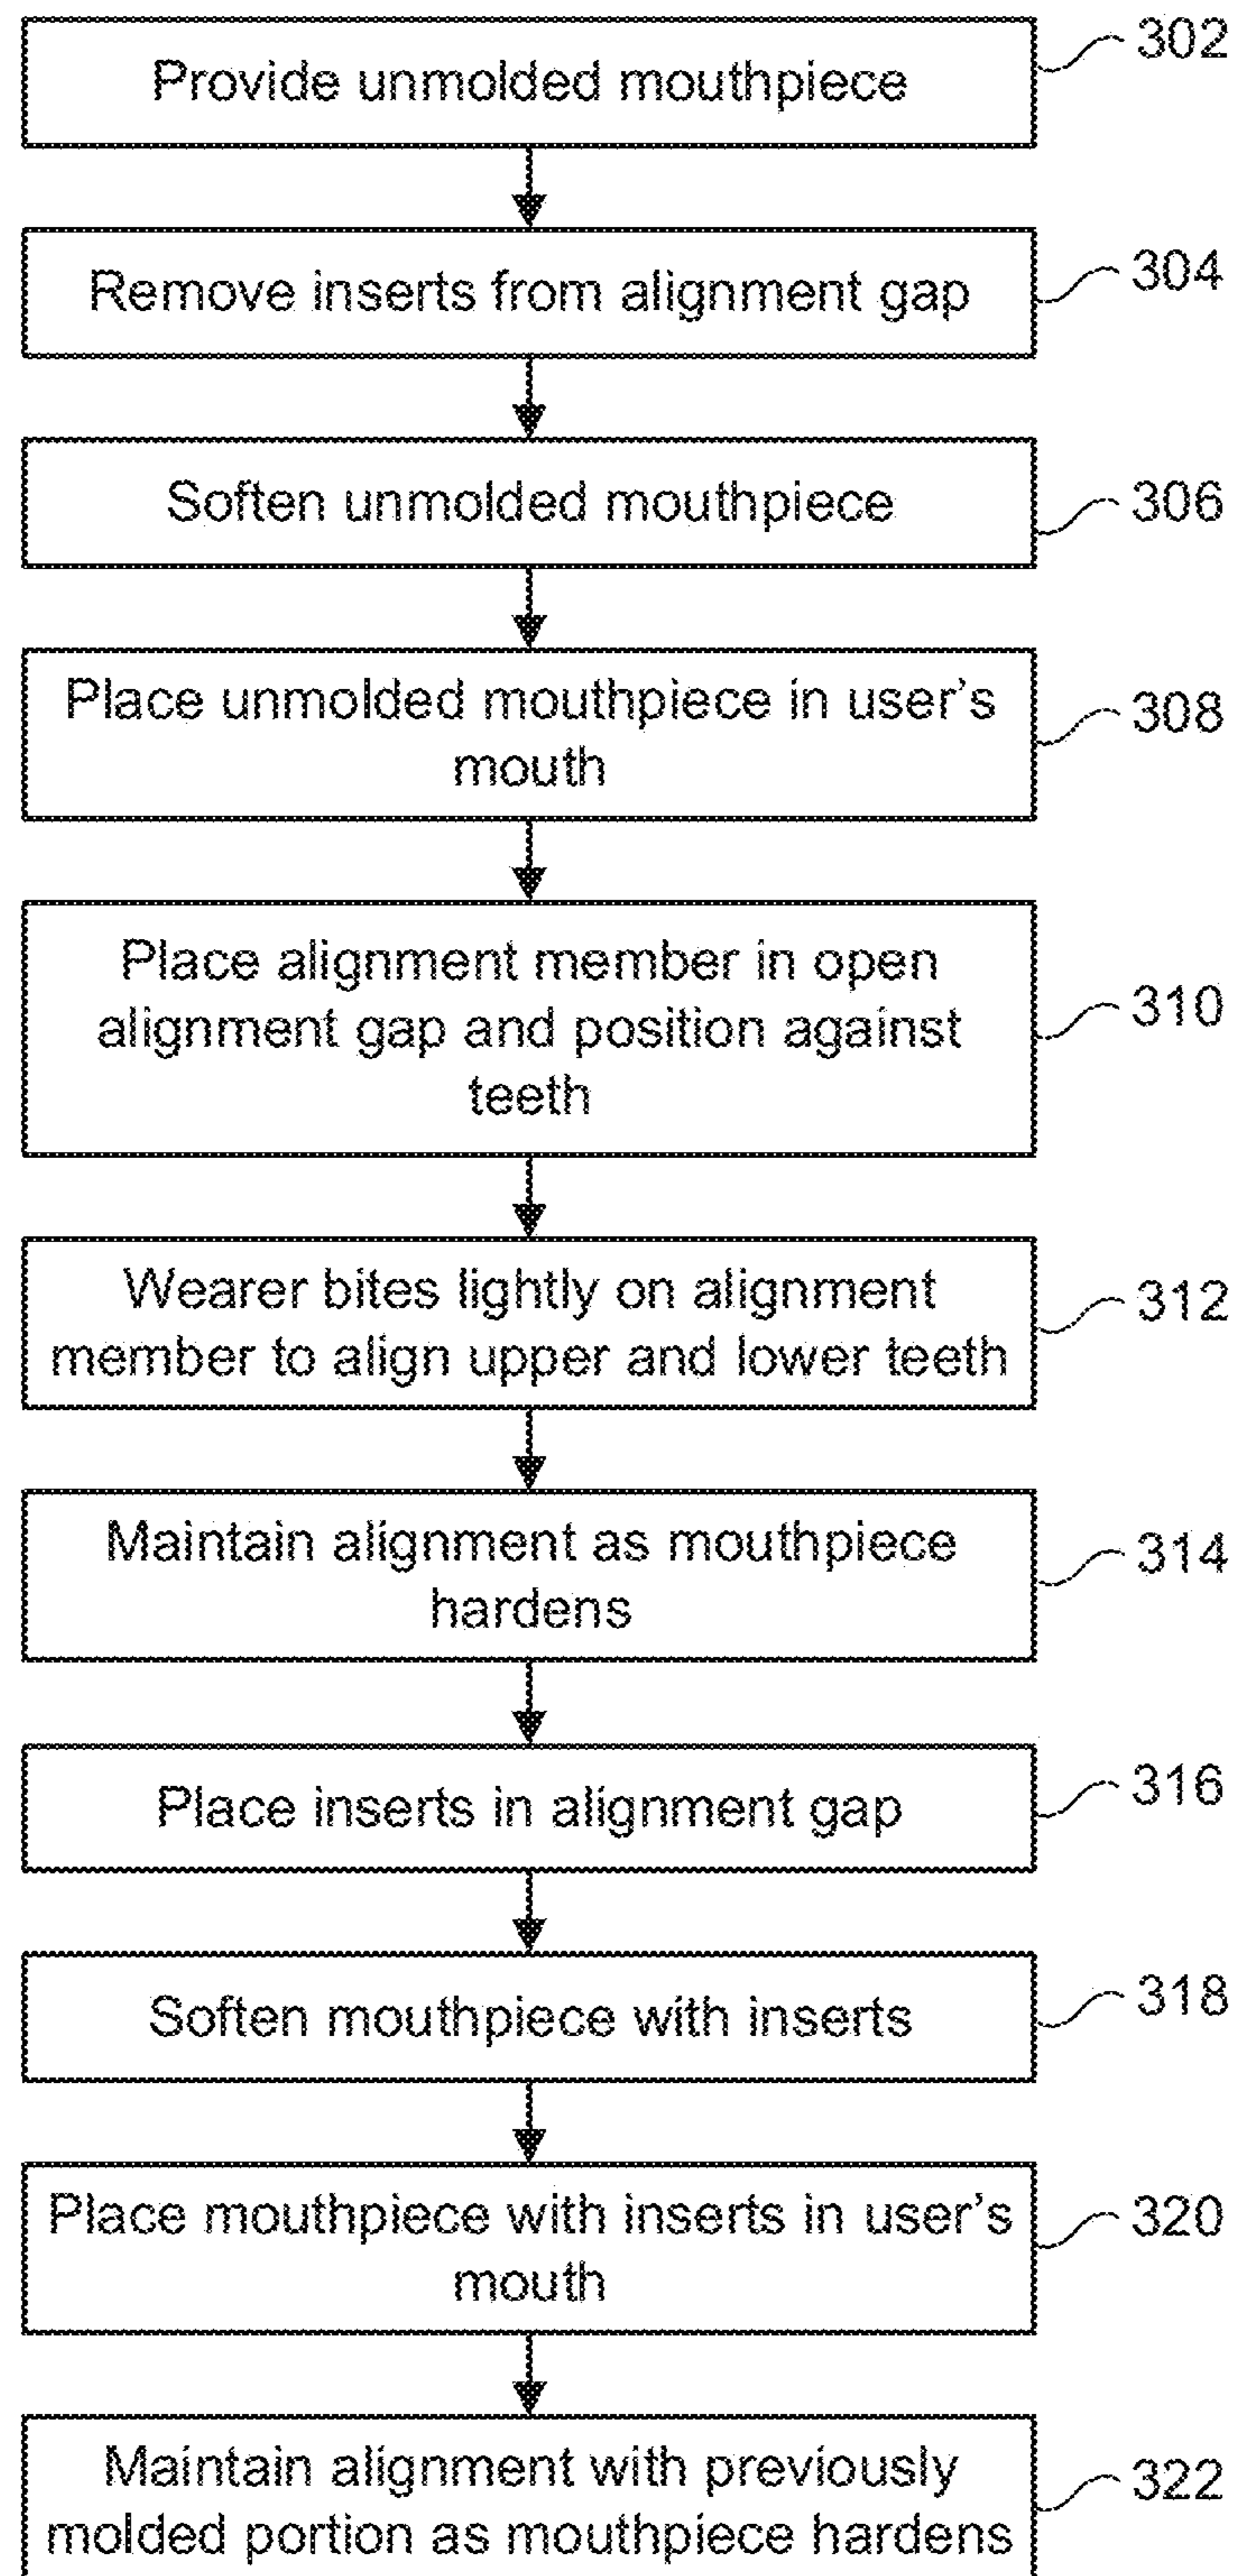 Provide unmolded mouthpiece
302
Remove inserts from alignment gap
304
Soften unmolded mouthpiece
306
Place unmolded mouthpiece in user's
mouth
308
Place alignment member in open
alignment gap and position against
teeth
310
Wearer bites lightly on alignment
member to align upper and lower teeth
312
Maintain alignment as mouthpiece
hardens
314
Place inserts in alignment gap
316
Soften mouthpiece with inserts
318
Place mouthpiece with inserts in user's
mouth
320
Maintain alignment with previously
molded portion as mouthpiece hardens
322